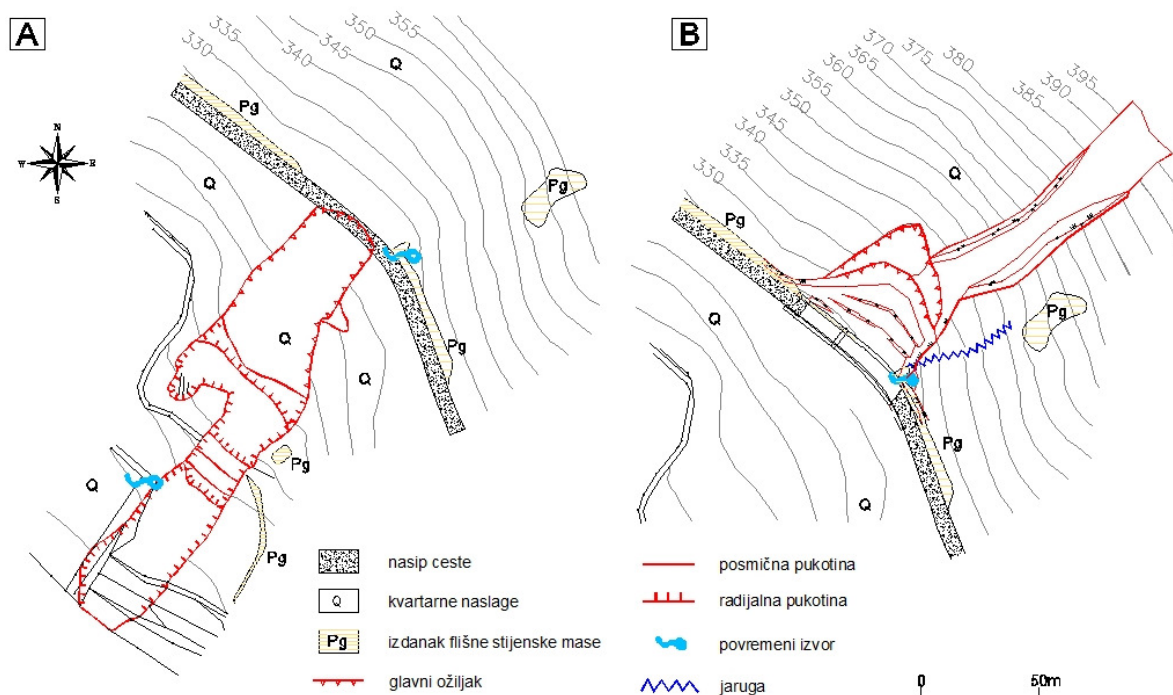 A
330
335
340
345
350
355
Q
Pg
N
W
E
S
Q
Pg
Q
Pg
Q
Pg
Q
Pg
B
330
335
340
345
350
355
360
365
370
375
380
385
390
395
Q
Pg
Pg
Q
Pg
Q
nasip ceste
Q kvartarne naslage
Pg izdanak flišne stijenske mase
glavni ožiljak
posmična pukotina
radijalna pukotina
povremeni izvor
jaruga
0 50m